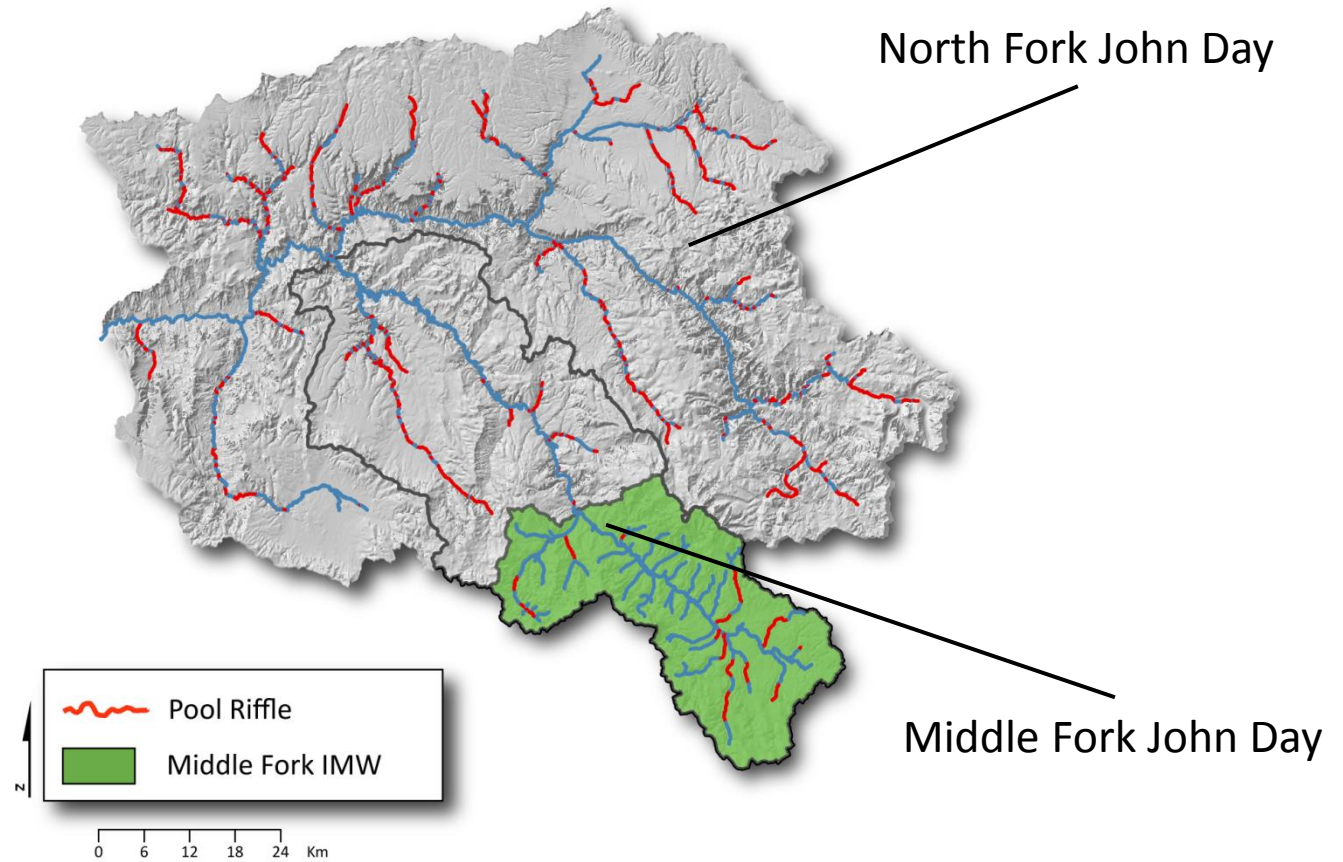 North Fork John Day
Middle Fork John Day
Pool Riffle
Middle Fork IMW
N
0 6 12 18 24 Km